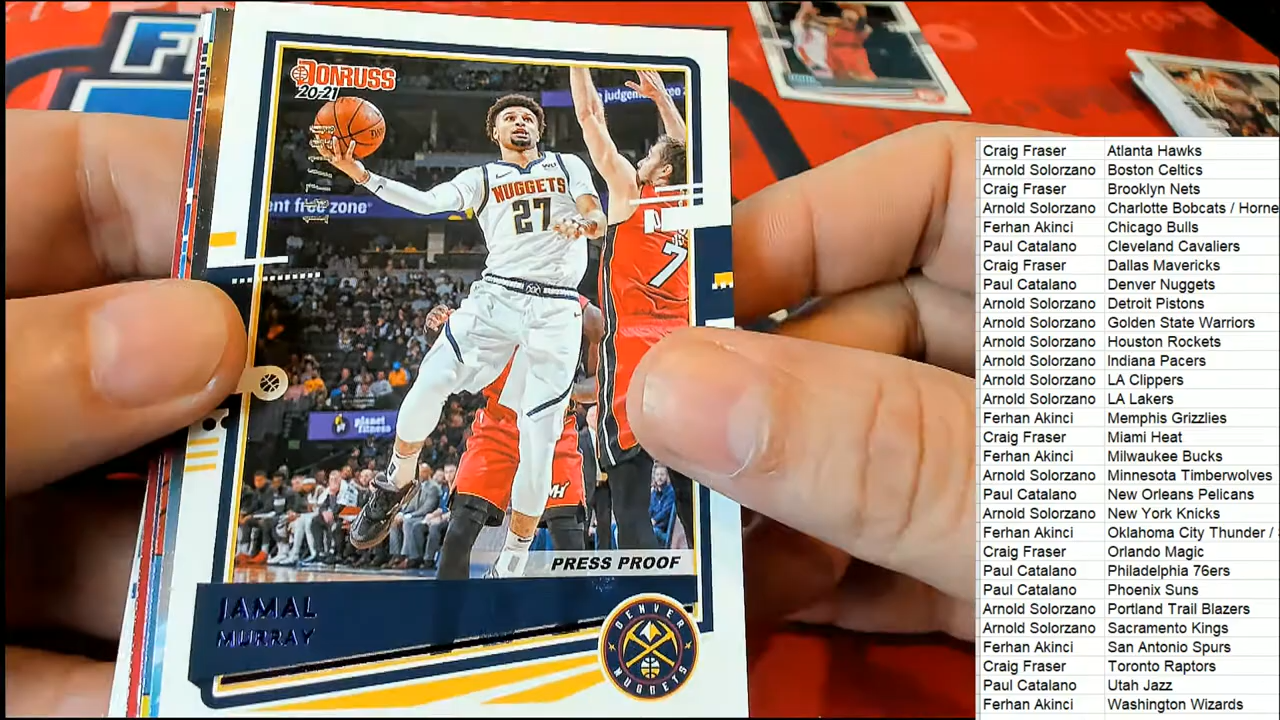 DONRUSS
20-21
judgem free z
ent free zone®
NUGGETS
27
7
planet
fitness
PRESS PROOF
JAMAL
MURRAY
DENVER
NUGGETS
Craig Fraser Atlanta Hawks
Arnold Solorzano Boston Celtics
Craig Fraser Brooklyn Nets
Arnold Solorzano Charlotte Bobcats / Horne
Ferhan Akinci Chicago Bulls
Paul Catalano Cleveland Cavaliers
Craig Fraser Dallas Mavericks
Paul Catalano Denver Nuggets
Arnold Solorzano Detroit Pistons
Arnold Solorzano Golden State Warriors
Arnold Solorzano Houston Rockets
Arnold Solorzano Indiana Pacers
Arnold Solorzano LA Clippers
Arnold Solorzano LA Lakers
Ferhan Akinci Memphis Grizzlies
Craig Fraser Miami Heat
Ferhan Akinci Milwaukee Bucks
Arnold Solorzano Minnesota Timberwolves
Paul Catalano New Orleans Pelicans
Arnold Solorzano New York Knicks
Ferhan Akinci Oklahoma City Thunder /
Craig Fraser Orlando Magic
Paul Catalano Philadelphia 76ers
Paul Catalano Phoenix Suns
Arnold Solorzano Portland Trail Blazers
Arnold Solorzano Sacramento Kings
Ferhan Akinci San Antonio Spurs
Craig Fraser Toronto Raptors
Paul Catalano Utah Jazz
Ferhan Akinci Washington Wizards